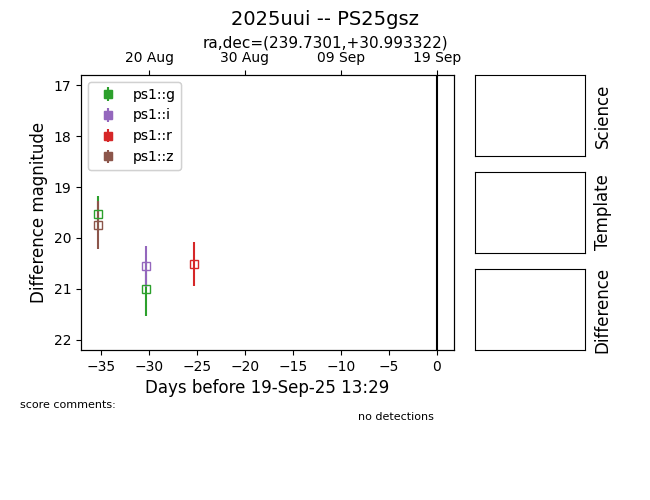 2025uui -- PS25gsz
ra,dec=(239.7301,+30.993322)
20 Aug 30 Aug 09 Sep 19 Sep
ps1::g
ps1::i
ps1::r
ps1::z
17
18
19
20
21
22
Difference magnitude
−35 −30 −25 −20 −15 −10 −5 0
Days before 19-Sep-25 13:29
Science
Template
Difference
score comments:
no detections